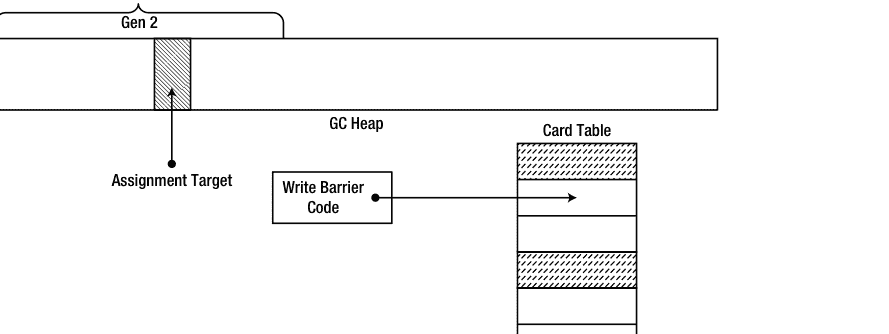 Gen 2
GC Heap
Card Table
Assignment Target
Write Barrier
Code